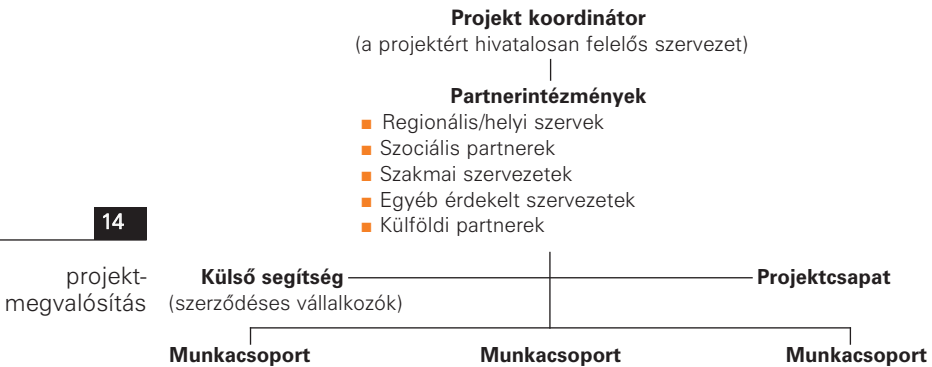 Projekt koordinátor
(a projektért hivatalosan felelős szervezet)
Partnerintézmények
■ Regionális/helyi szervek
■ Szociális partnerek
■ Szakmai szervezetek
■ Egyéb érdekelt szervezetek
■ Külföldi partnerek
14
projekt-
megvalósítás
Külső segítség
(szerződéses vállalkozók)
Projektcsapat
Munkacsoport Munkacsoport Munkacsoport